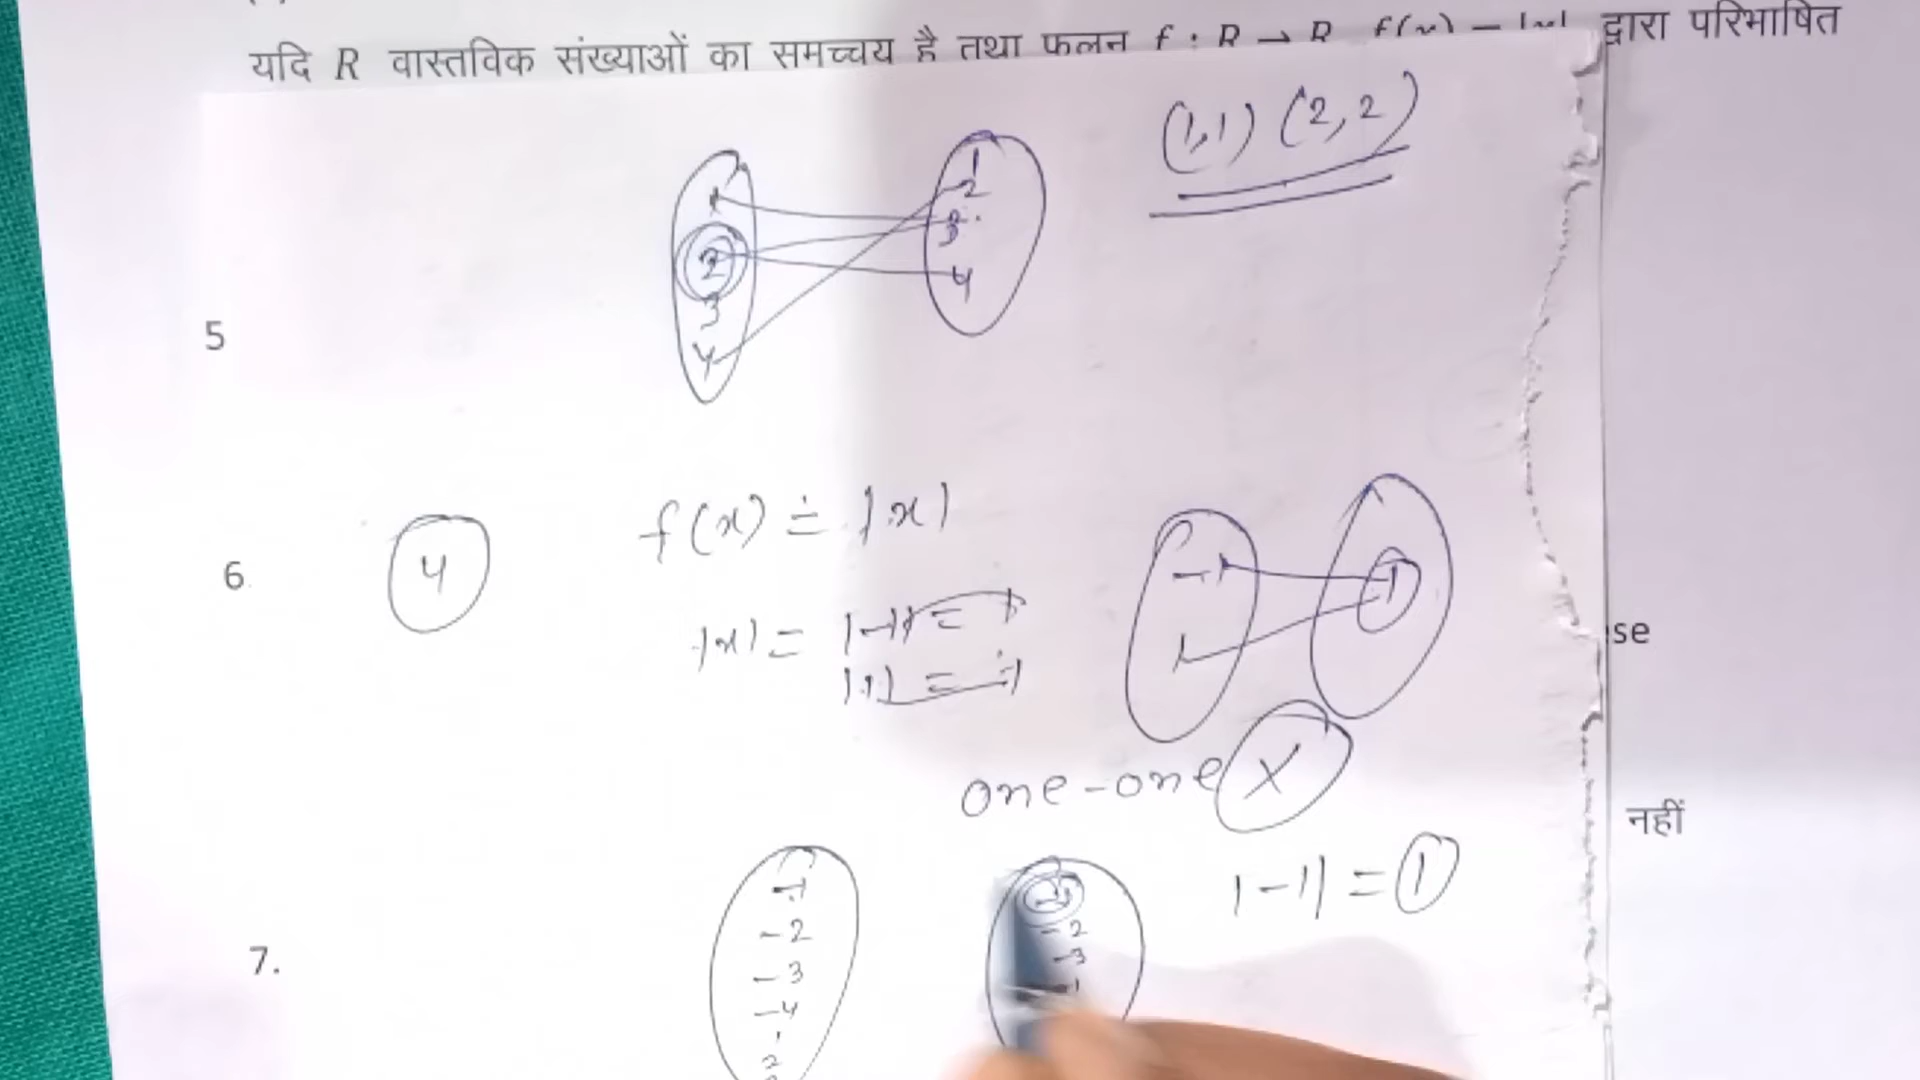 यदि R वास्तविक संख्याओं का समुच्चय है तथा फलन f : R → R f(x) = |x| द्वारा परिभाषित
(1,1) (2,2)
1
2
3
4
1
2
3
4
5
6.
4
f(x) = |x|
|x| = |-1| = 1
|1| = 1
-1
1
1
se
one-one X
नहीं
|-1| = 1
7.
-1
-2
-3
-4
-2
-3